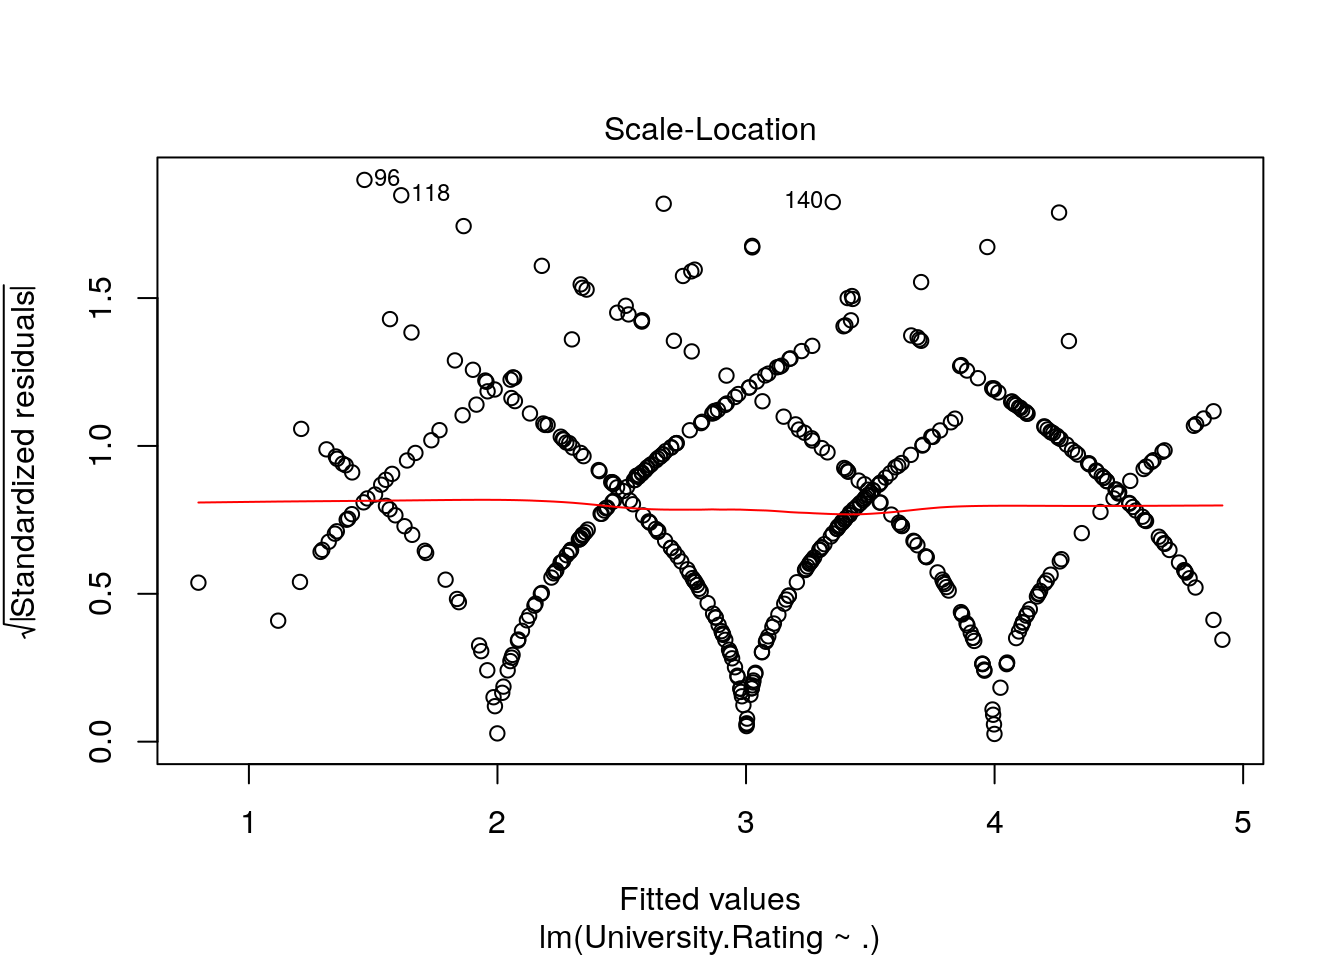 Scale-Location
√|Standardized residuals|
1.5
1.0
0.5
0.0
96
118
140
1 2 3 4 5
Fitted values
lm(University.Rating ~ .)